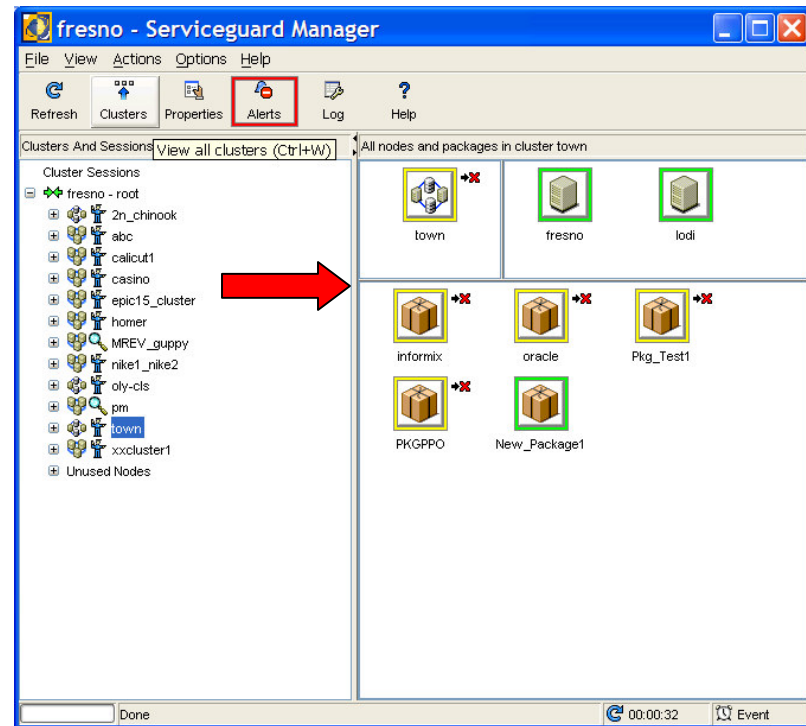 fresno - Serviceguard Manager
File View Actions Options Help
Refresh Clusters Properties Alerts Log Help
Clusters And Sessions
View all clusters (Ctrl+W)
All nodes and packages in cluster town
Cluster Sessions
fresno - root
2n_chinook
abc
calicut1
casino
epic15_cluster
homer
MREV_guppy
nike1_nike2
oly-cls
pm
town
xxcluster1
Unused Nodes
town
fresno
lodi
informix
oracle
Pkg_Test1
PKGPPO
New_Package1
Done
00:00:32
Event